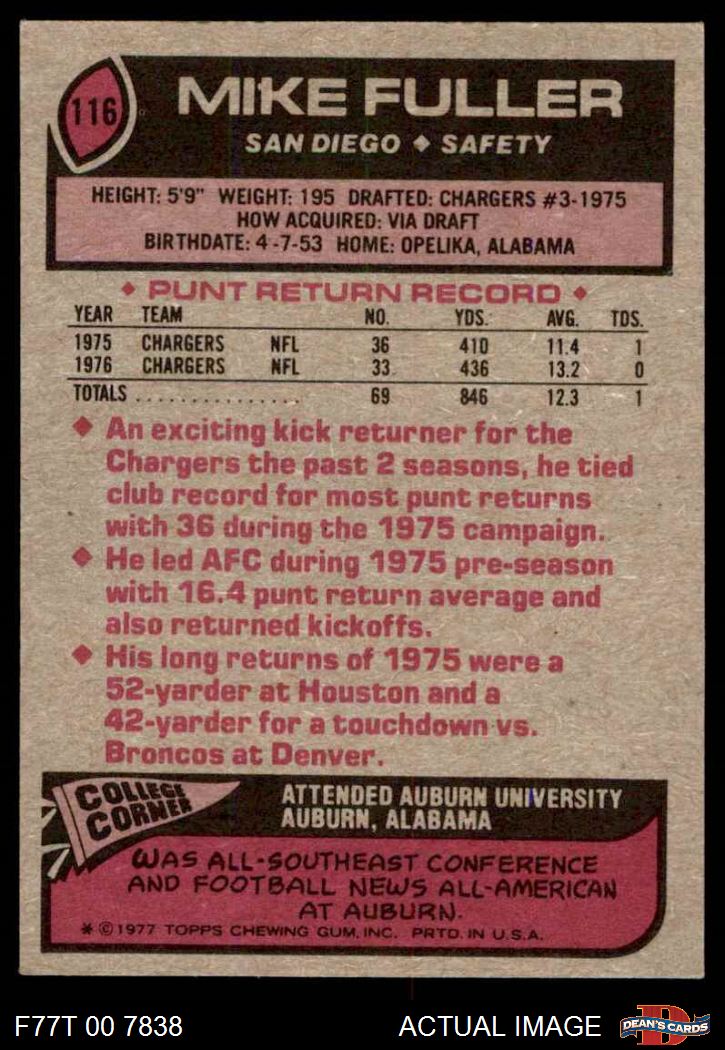 116
MIKE FULLER
SAN DIEGO ◆ SAFETY
HEIGHT: 5'9" WEIGHT: 195 DRAFTED: CHARGERS #3-1975
HOW ACQUIRED: VIA DRAFT
BIRTHDATE: 4-7-53 HOME: OPELIKA, ALABAMA
◆ PUNT RETURN RECORD ◆
YEAR TEAM NO. YDS. AVG. TDS.
1975 CHARGERS NFL 36 410 11.4 1
1976 CHARGERS NFL 33 436 13.2 0
TOTALS ................ 69 846 12.3 1
◆ An exciting kick returner for the
Chargers the past 2 seasons, he tied
club record for most punt returns
with 36 during the 1975 campaign.
◆ He led AFC during 1975 pre-season
with 16.4 punt return average and
also returned kickoffs.
◆ His long returns of 1975 were a
52-yarder at Houston and a
42-yarder for a touchdown vs.
Broncos at Denver.
COLLEGE
CORNER
ATTENDED AUBURN UNIVERSITY
AUBURN, ALABAMA
WAS ALL-SOUTHEAST CONFERENCE
AND FOOTBALL NEWS ALL-AMERICAN
AT AUBURN.
* © 1977 TOPPS CHEWING GUM, INC. PRTD. IN U.S.A.
F77T 00 7838
ACTUAL IMAGE
D
DEAN'S CARDS